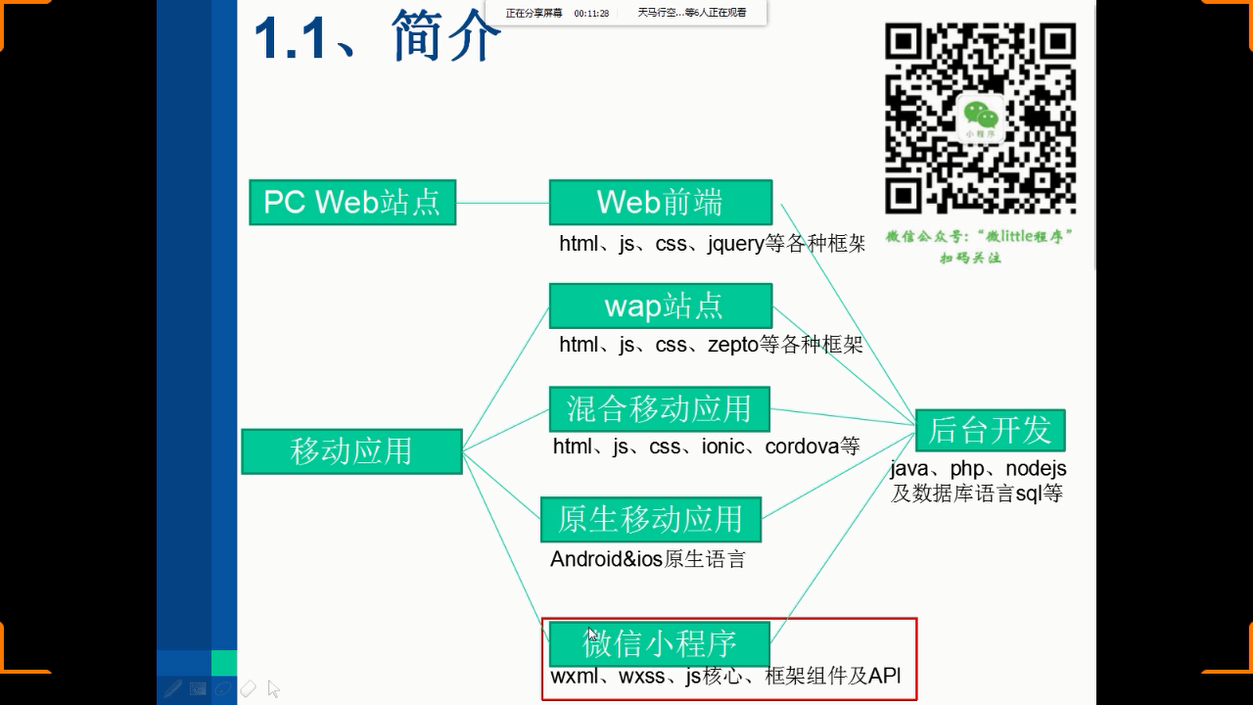 正在分享屏幕 00:11:28 天马行空...等6人正在观看
1.1、简介
小程序
微信公众号：“微little程序”
扫码关注
PC Web站点
Web前端
html、js、css、jquery等各种框架
wap站点
html、js、css、zepto等各种框架
混合移动应用
html、js、css、ionic、cordova等
移动应用
后台开发
java、php、nodejs
及数据库语言sql等
原生移动应用
Android&ios原生语言
微信小程序
wxml、wxss、js核心、框架组件及API